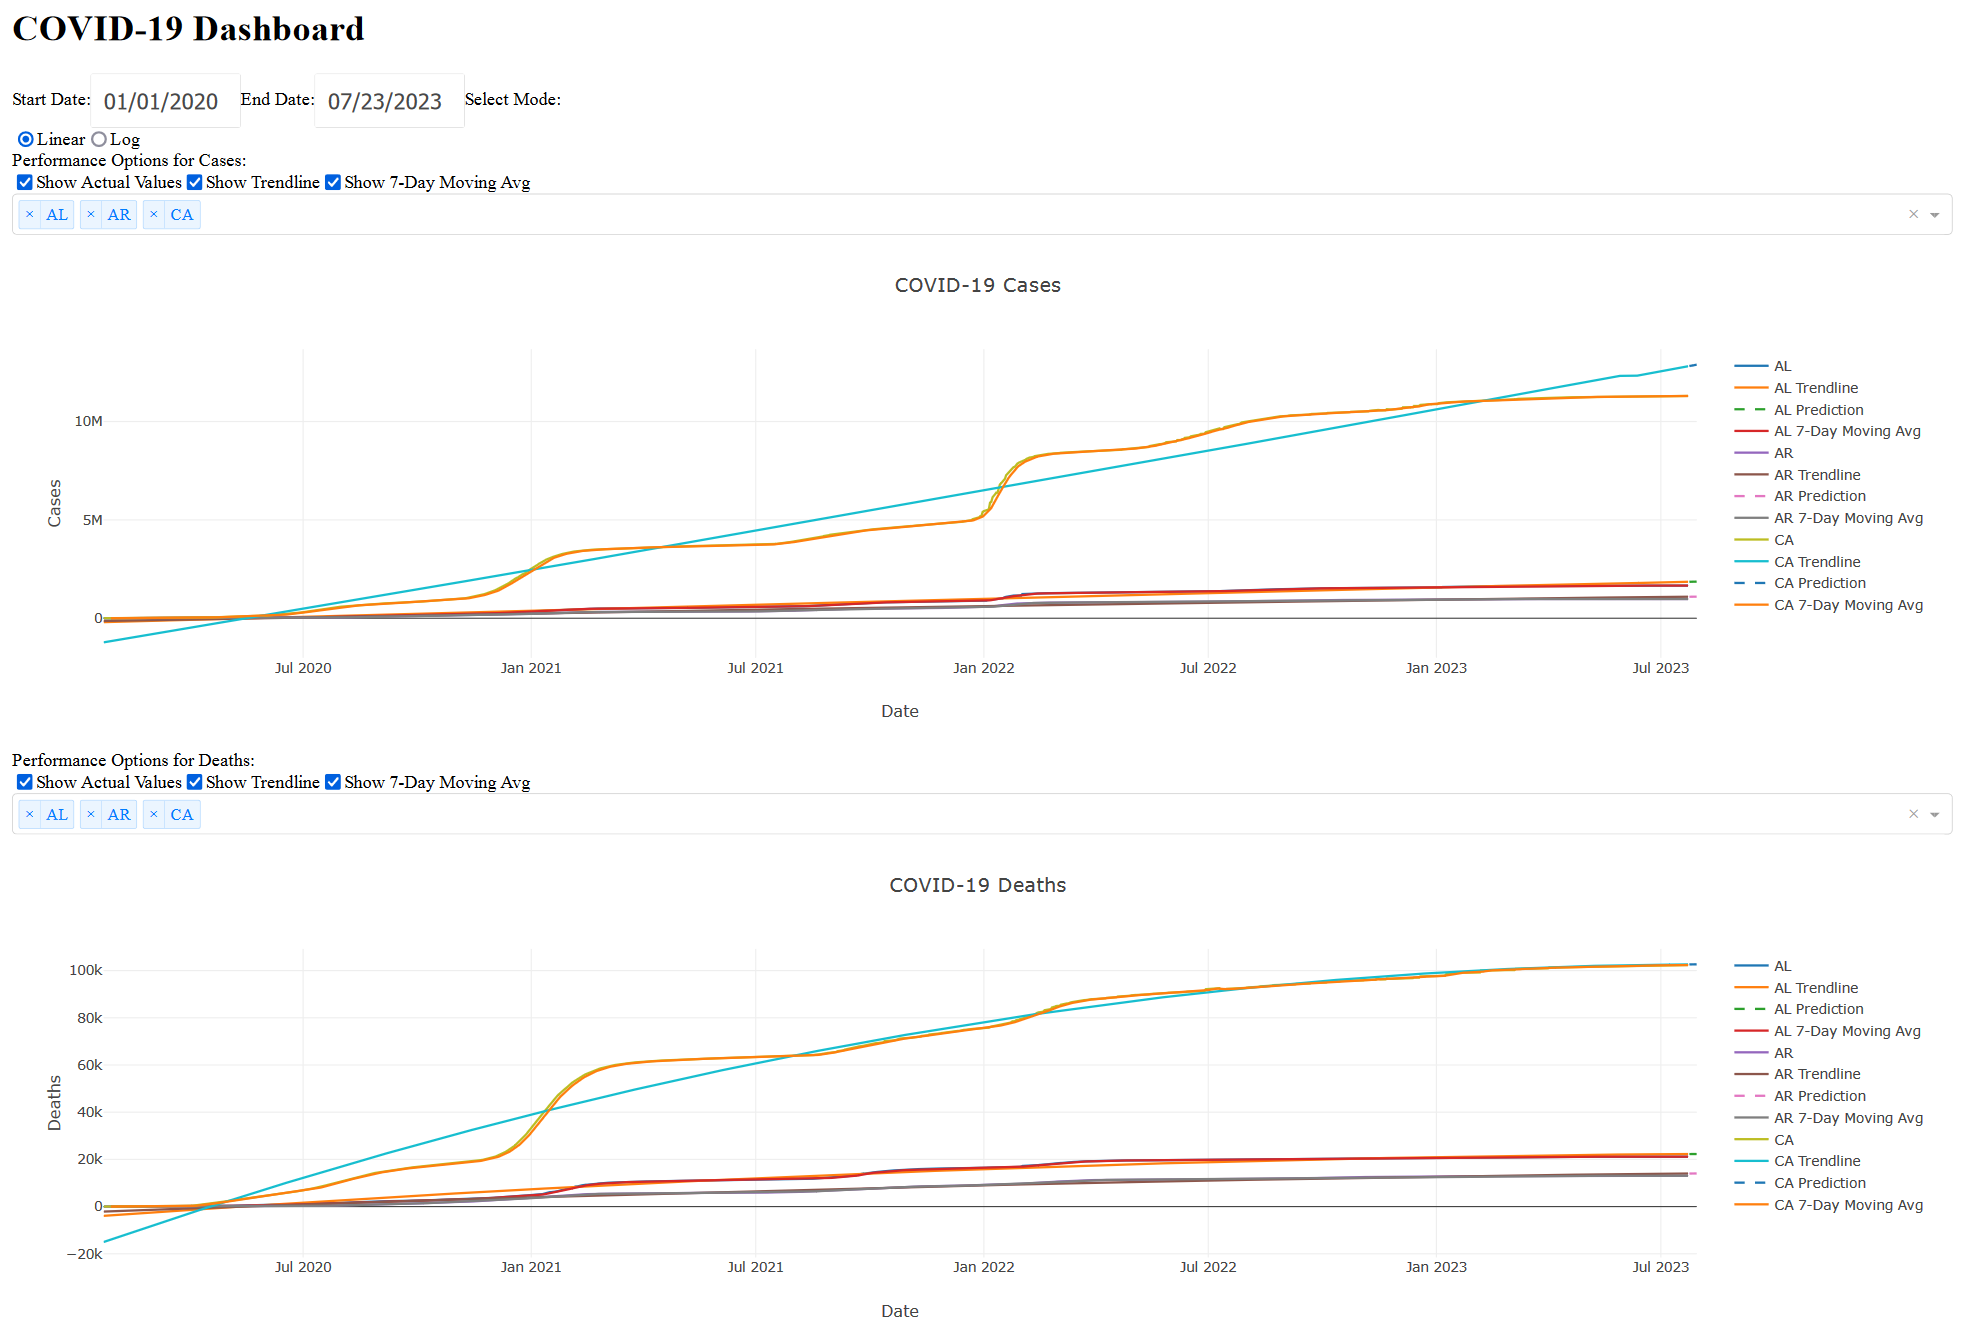 COVID-19 Dashboard
Start Date: 01/01/2020 End Date: 07/23/2023 Select Mode:
Linear Log
Performance Options for Cases:
Show Actual Values Show Trendline Show 7-Day Moving Avg
× AL × AR × CA ×
COVID-19 Cases
10M
5M
0
Cases
Jul 2020 Jan 2021 Jul 2021 Jan 2022 Jul 2022 Jan 2023 Jul 2023
Date
AL
AL Trendline
AL Prediction
AL 7-Day Moving Avg
AR
AR Trendline
AR Prediction
AR 7-Day Moving Avg
CA
CA Trendline
CA Prediction
CA 7-Day Moving Avg
Performance Options for Deaths:
Show Actual Values Show Trendline Show 7-Day Moving Avg
× AL × AR × CA ×
COVID-19 Deaths
100k
80k
60k
40k
20k
0
−20k
Deaths
Jul 2020 Jan 2021 Jul 2021 Jan 2022 Jul 2022 Jan 2023 Jul 2023
Date
AL
AL Trendline
AL Prediction
AL 7-Day Moving Avg
AR
AR Trendline
AR Prediction
AR 7-Day Moving Avg
CA
CA Trendline
CA Prediction
CA 7-Day Moving Avg